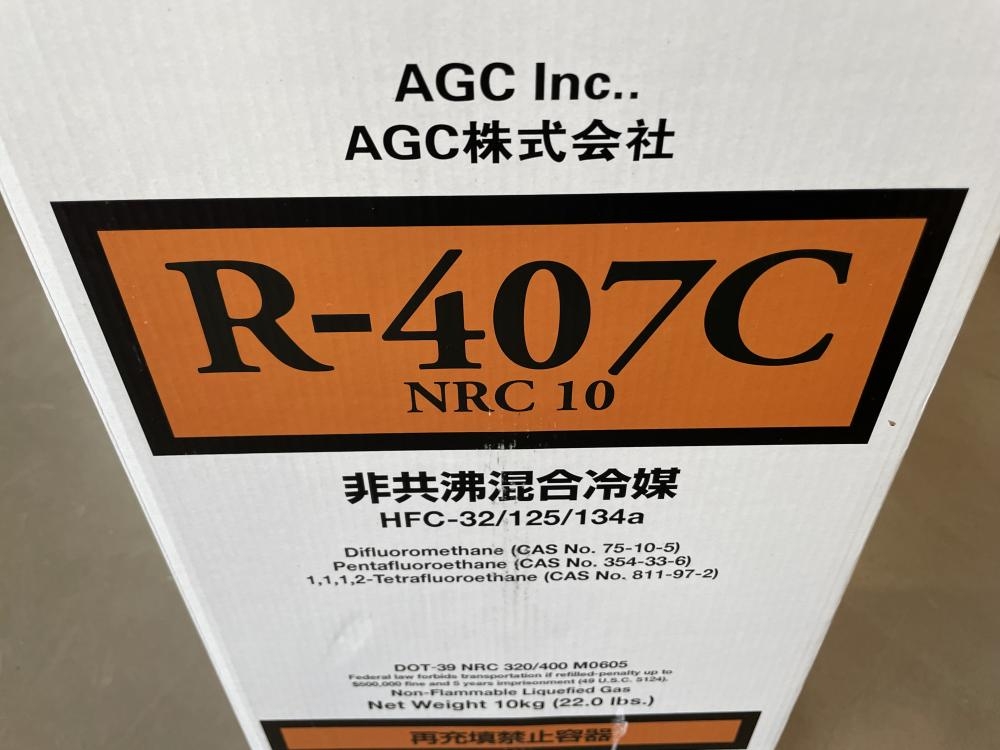 AGC Inc..
AGC株式会社
R-407C
NRC 10
非共沸混合冷媒
HFC-32/125/134a
Difluoromethane (CAS No. 75-10-5)
Pentafluoroethane (CAS No. 354-33-6)
1,1,1,2-Tetrafluoroethane (CAS No. 811-97-2)
DOT-39 NRC 320/400 M0605
Federal law forbids transportation if refilled-penalty up to
$500,000 fine and 5 years imprisonment (49 U.S.C. 5124).
Non-Flammable Liquefied Gas
Net Weight 10kg (22.0 lbs.)
再充填禁止容器